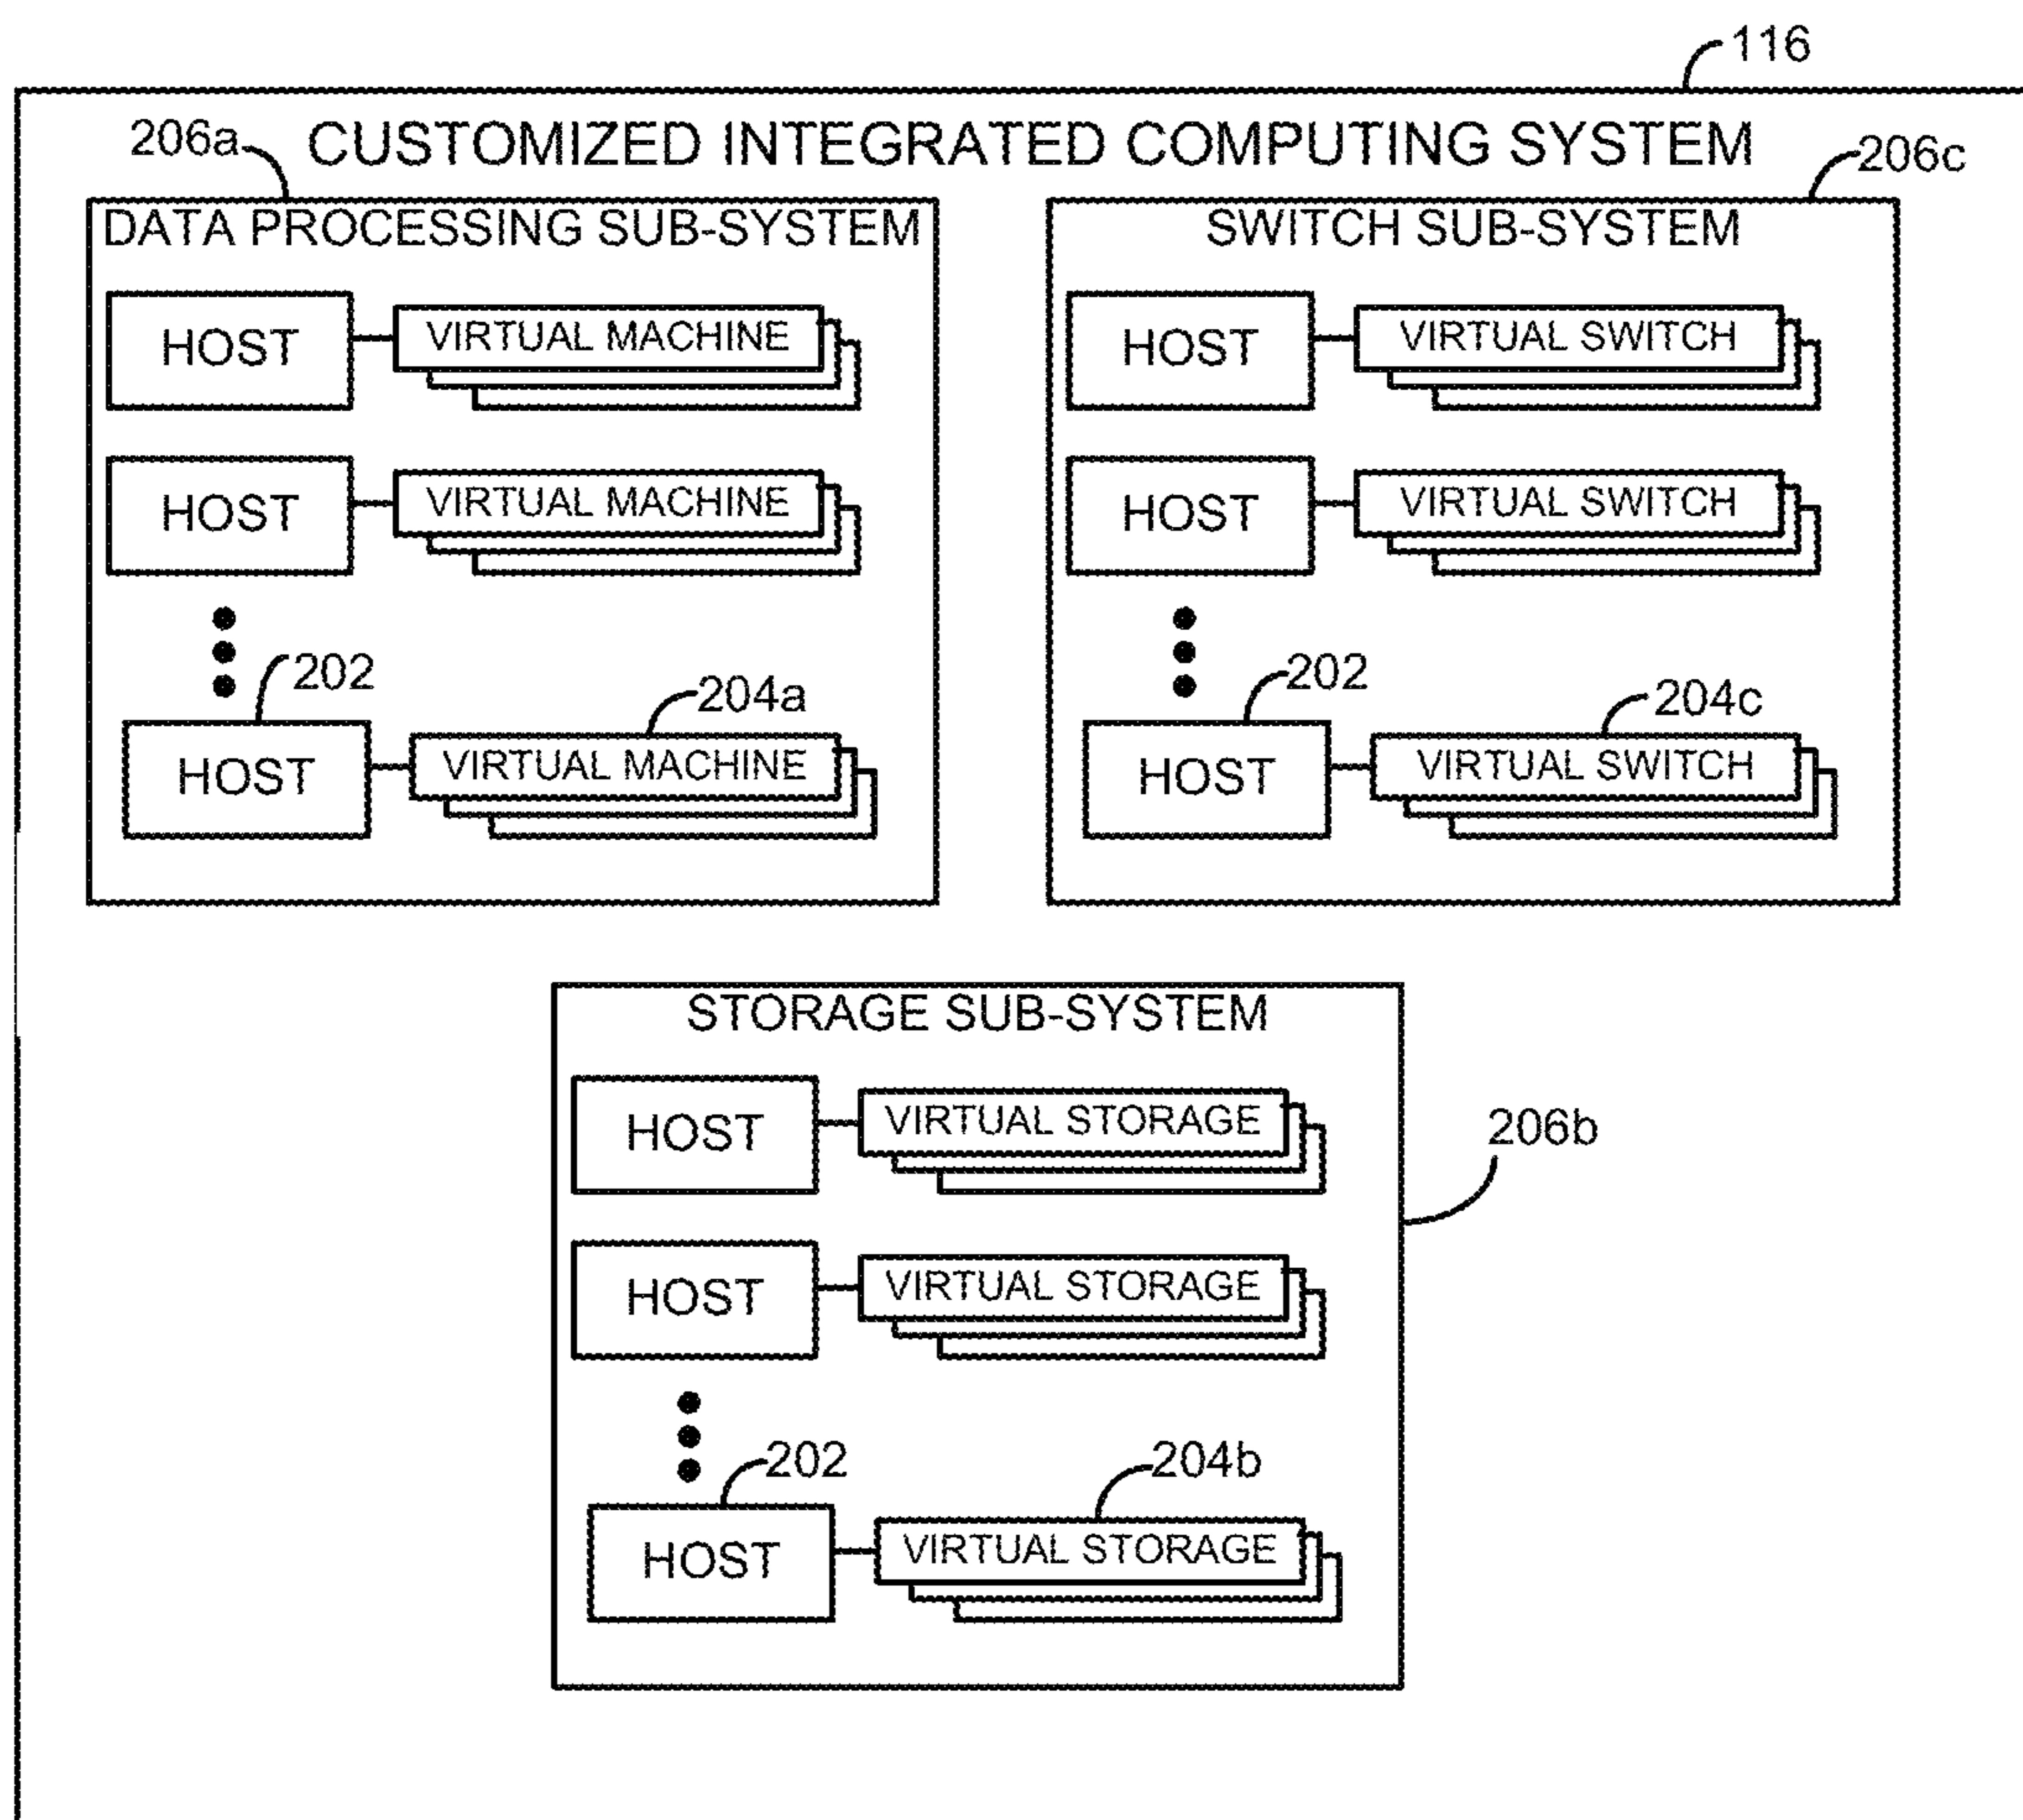 116
CUSTOMIZED INTEGRATED COMPUTING SYSTEM
206a
206c
DATA PROCESSING SUB-SYSTEM
HOST
VIRTUAL MACHINE
HOST
VIRTUAL MACHINE
202
204a
HOST
VIRTUAL MACHINE
SWITCH SUB-SYSTEM
HOST
VIRTUAL SWITCH
HOST
VIRTUAL SWITCH
202
204c
HOST
VIRTUAL SWITCH
STORAGE SUB-SYSTEM
206b
HOST
VIRTUAL STORAGE
HOST
VIRTUAL STORAGE
202
204b
HOST
VIRTUAL STORAGE